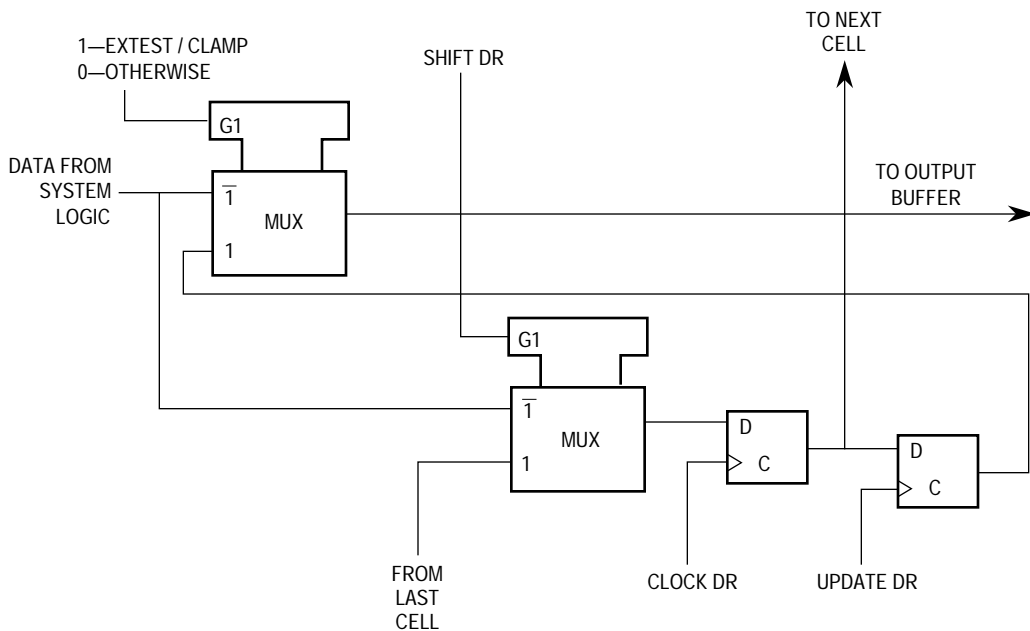 1—EXTEST / CLAMP
0—OTHERWISE
SHIFT DR
TO NEXT
CELL
G1
DATA FROM
SYSTEM
LOGIC
1̅
MUX
1
TO OUTPUT
BUFFER
G1
1̅
MUX
1
D
C
D
C
FROM
LAST
CELL
CLOCK DR
UPDATE DR